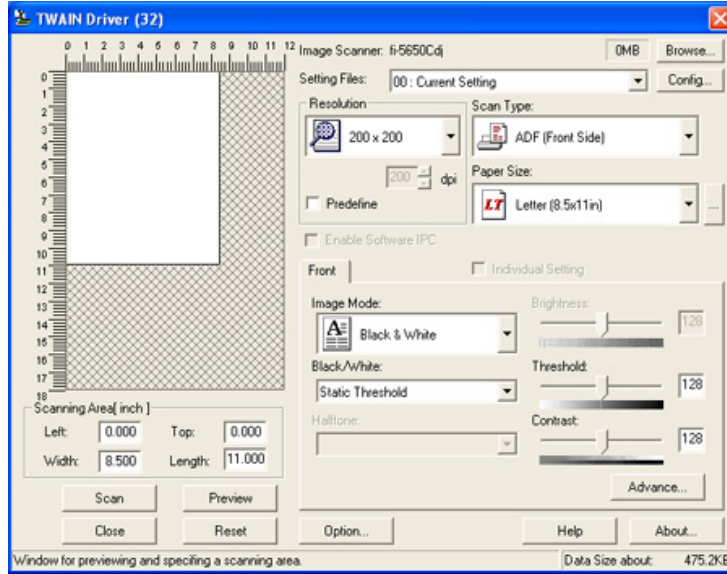 TWAIN Driver (32)
0 1 2 3 4 5 6 7 8 9 10 11 12
Image Scanner: fi-5650Cdj
0MB
Browse...
Setting Files:
00 : Current Setting
Config...
Resolution
200 x 200
200
dpi
Predefine
Scan Type:
ADF (Front Side)
Paper Size:
LT
Letter (8.5x11in)
...
Enable Software IPC
Front
Individual Setting
Image Mode:
Black & White
Black/White:
Static Threshold
Halftone:
Brightness:
128
Threshold:
128
Contrast:
128
Advance...
0
1
2
3
4
5
6
7
8
9
10
11
12
13
14
15
16
17
18
Scanning Area[ inch ]
Left: 0.000 Top: 0.000
Width: 8.500 Length: 11.000
Scan Preview
Close Reset
Option... Help About...
Window for previewing and specifing a scanning area.
Data Size about: 475.2KB